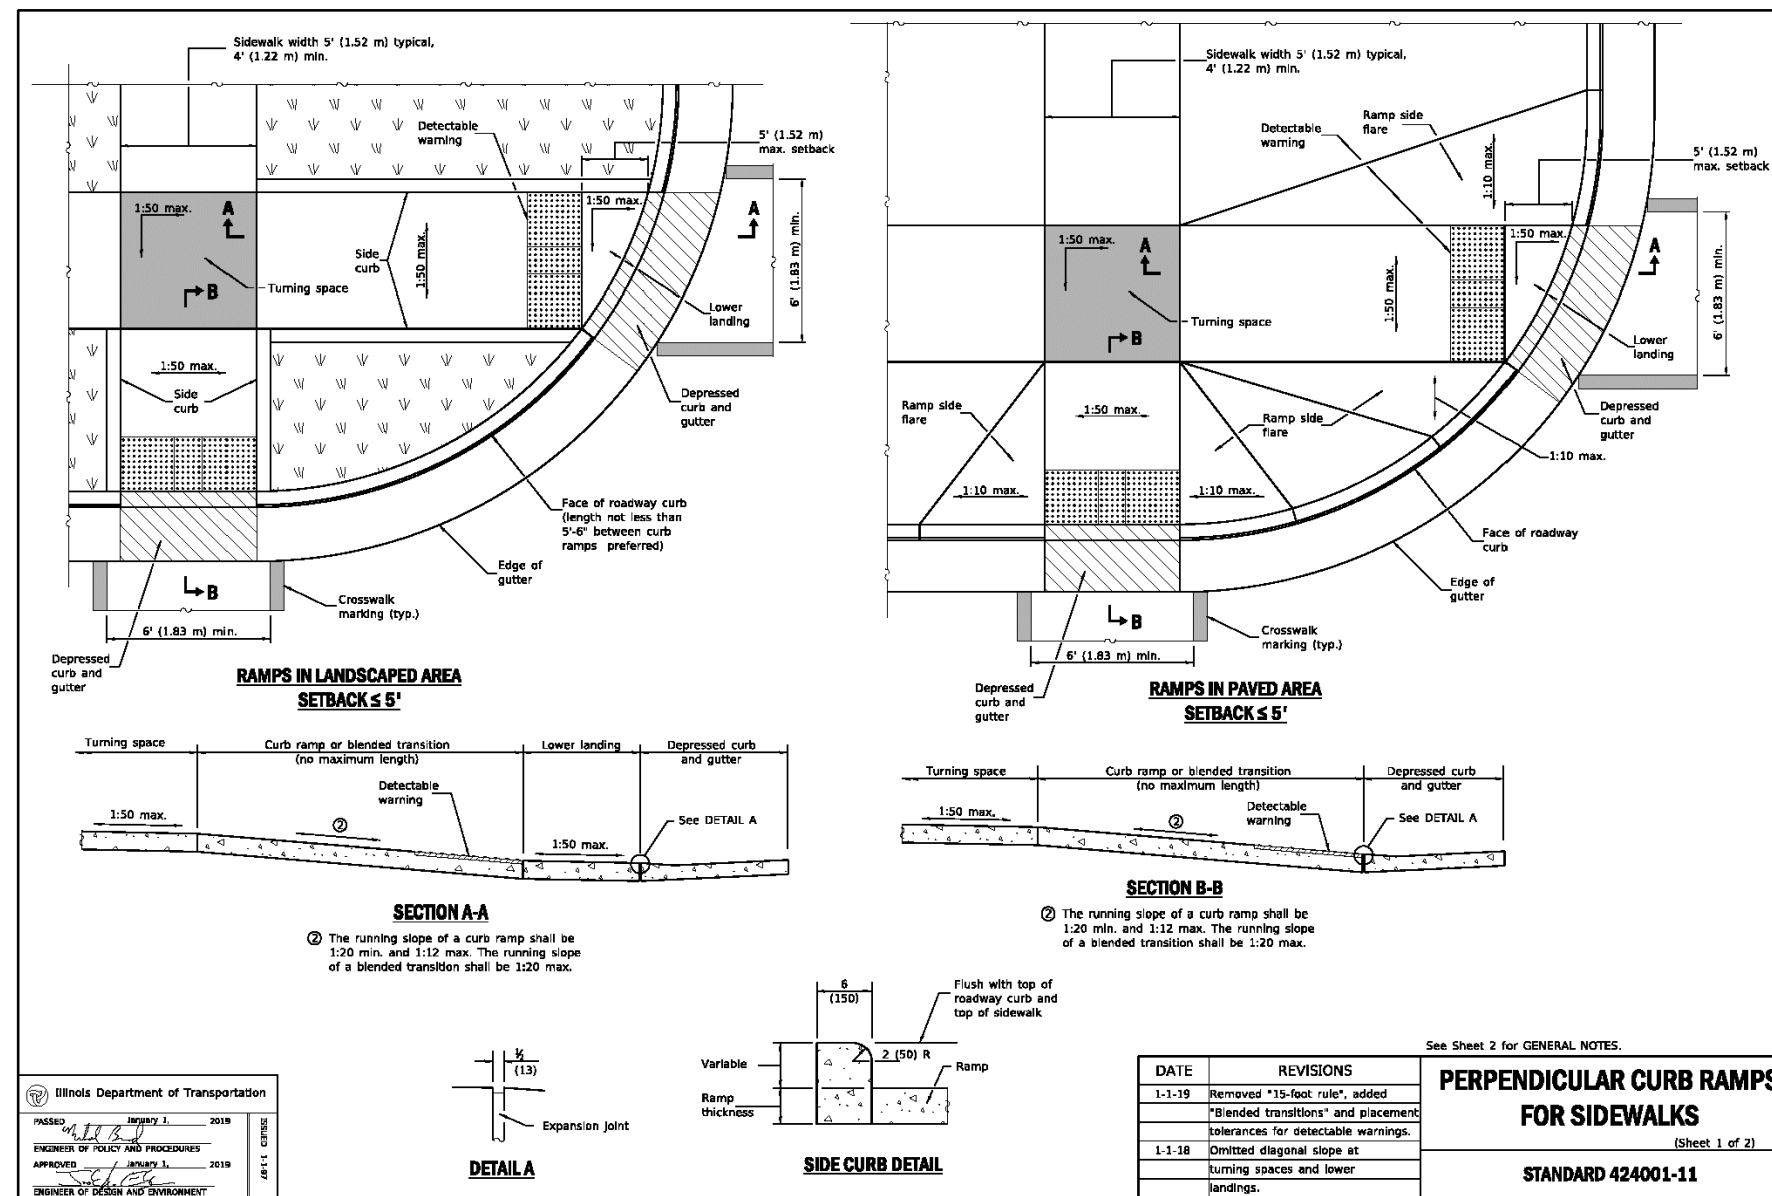 Sidewalk width 5' (1.52 m) typical,
4' (1.22 m) min.
Detectable
warning
5' (1.52 m)
max. setback
1:50 max.
A
1:50 max.
A
Side
curb
1:50 max.
6' (1.83 m) min.
B
Turning space
Lower
landing
1:50 max.
Side
curb
Depressed
curb and
gutter
Face of roadway curb
(length not less than
5'-6" between curb
ramps preferred)
Edge of
gutter
B
Crosswalk
marking (typ.)
6' (1.83 m) min.
Depressed
curb and
gutter
RAMPS IN LANDSCAPED AREA
SETBACK ≤ 5'
Sidewalk width 5' (1.52 m) typical,
4' (1.22 m) min.
Ramp side
flare
Detectable
warning
1:10 max.
5' (1.52 m)
max. setback
1:50 max.
A
1:50 max.
A
1:50 max.
6' (1.83 m) min.
Turning space
B
Lower
landing
Ramp side
flare
1:50 max.
Ramp side
flare
Depressed
curb and
gutter
1:10 max.
1:10 max.
1:10 max.
Face of roadway
curb
Edge of
gutter
B
Crosswalk
marking (typ.)
6' (1.83 m) min.
Depressed
curb and
gutter
RAMPS IN PAVED AREA
SETBACK ≤ 5'
Turning space
Curb ramp or blended transition
(no maximum length)
Lower landing
Depressed curb
and gutter
Detectable
warning
1:50 max.
②
See DETAIL A
1:50 max.
SECTION A-A
② The running slope of a curb ramp shall be
1:20 min. and 1:12 max. The running slope
of a blended transition shall be 1:20 max.
Turning space
Curb ramp or blended transition
(no maximum length)
Depressed curb
and gutter
Detectable
warning
1:50 max.
②
See DETAIL A
SECTION B-B
② The running slope of a curb ramp shall be
1:20 min. and 1:12 max. The running slope
of a blended transition shall be 1:20 max.
½
(13)
Expansion joint
DETAIL A
6
(150)
Flush with top of
roadway curb and
top of sidewalk
Variable
2 (50) R
Ramp
Ramp
thickness
SIDE CURB DETAIL
Illinois Department of Transportation
PASSED January 1, 2019
ENGINEER OF POLICY AND PROCEDURES
APPROVED January 1, 2019
ENGINEER OF DESIGN AND ENVIRONMENT
ISSUED 1-1-97
See Sheet 2 for GENERAL NOTES.
DATE REVISIONS
1-1-19 Removed "15-foot rule", added
"Blended transitions" and placement
tolerances for detectable warnings.
1-1-18 Omitted diagonal slope at
turning spaces and lower
landings.
PERPENDICULAR CURB RAMPS
FOR SIDEWALKS
(Sheet 1 of 2)
STANDARD 424001-11